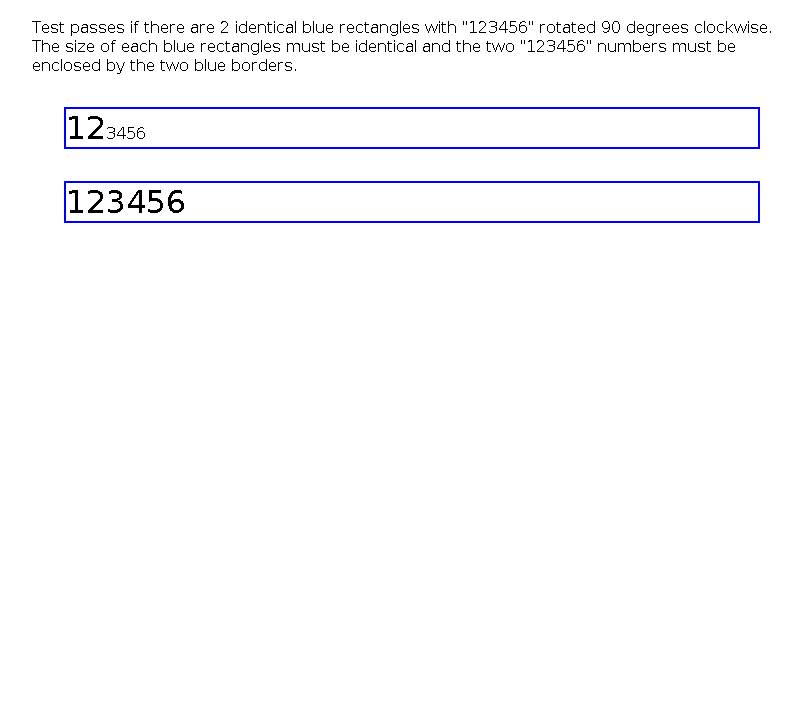 Test passes if there are 2 identical blue rectangles with "123456" rotated 90 degrees clockwise.
The size of each blue rectangles must be identical and the two "123456" numbers must be
enclosed by the two blue borders.
123456
123456